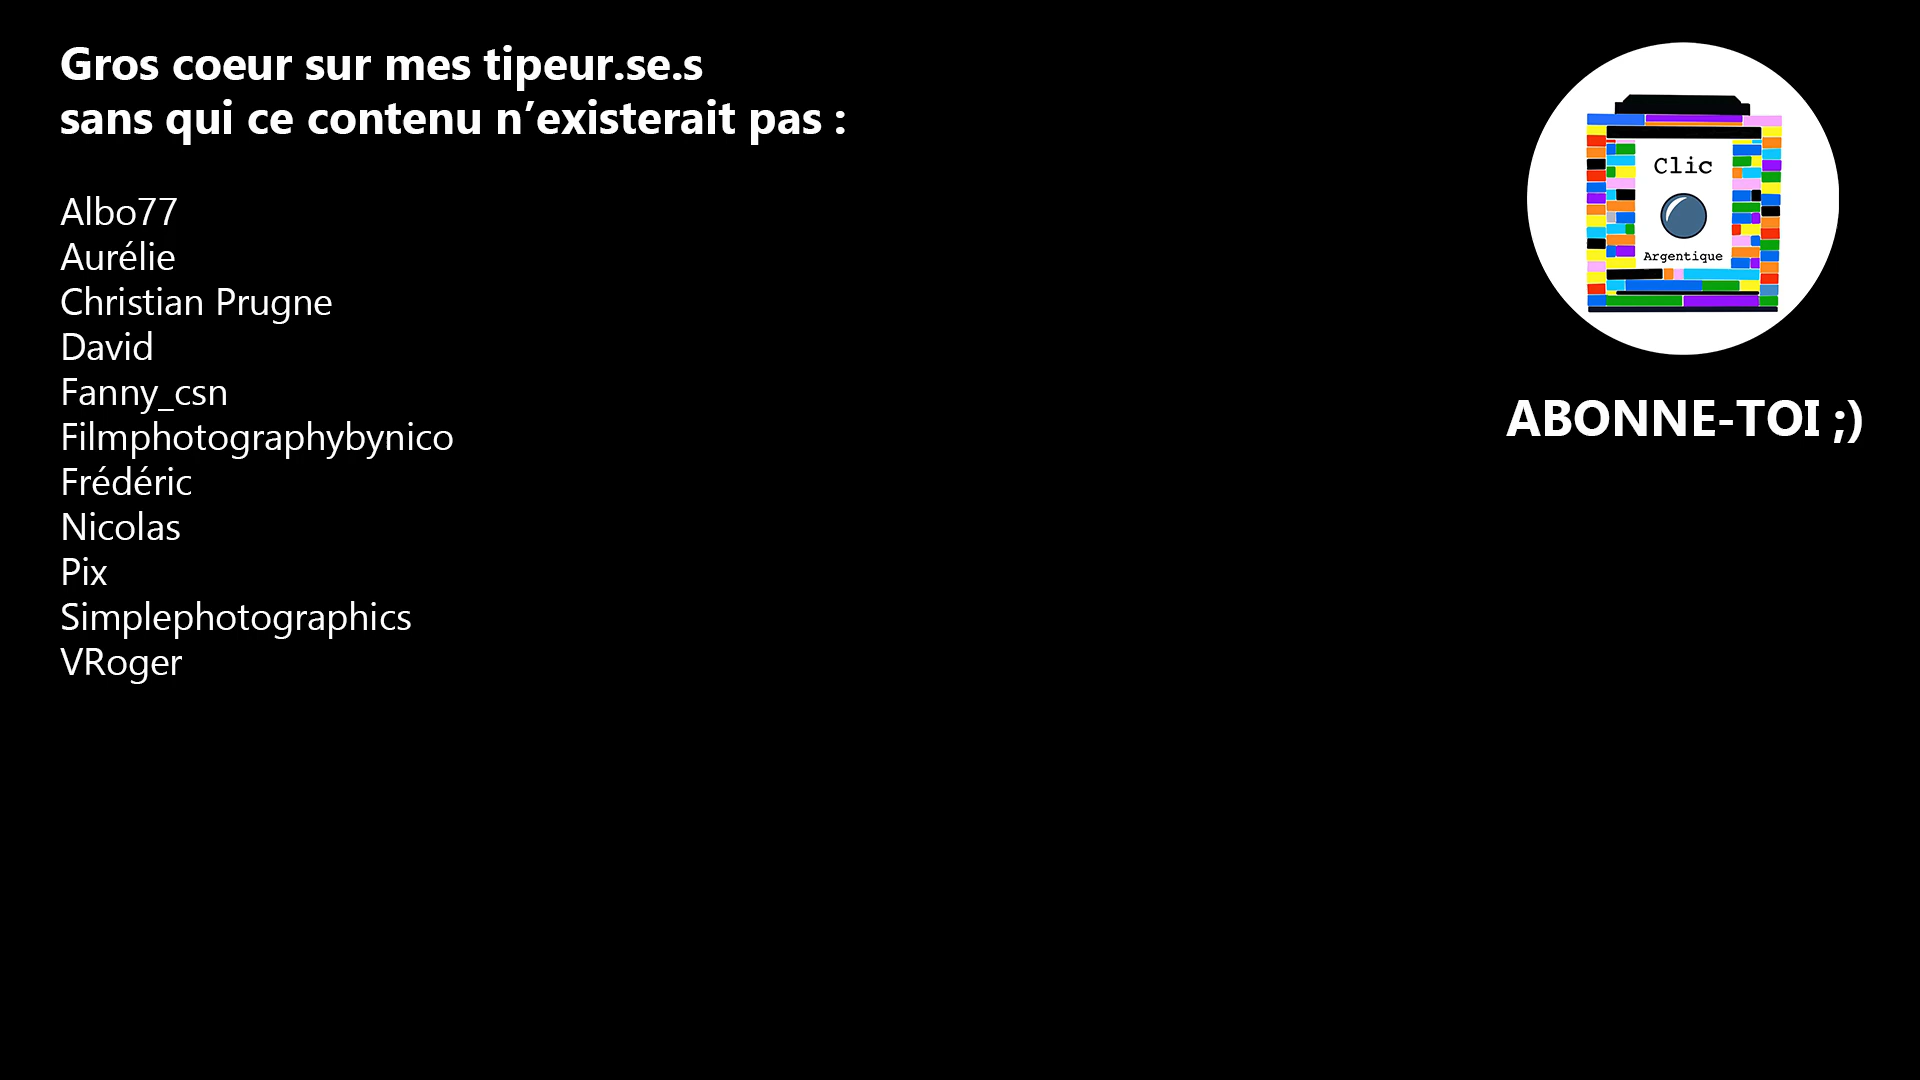 Gros coeur sur mes tipeur.se.s
sans qui ce contenu n’existerait pas :
Albo77
Aurélie
Christian Prugne
David
Fanny_csn
Filmphotographybynico
Frédéric
Nicolas
Pix
Simplephotographics
VRoger
Clic
Argentique
ABONNE-TOI ;)